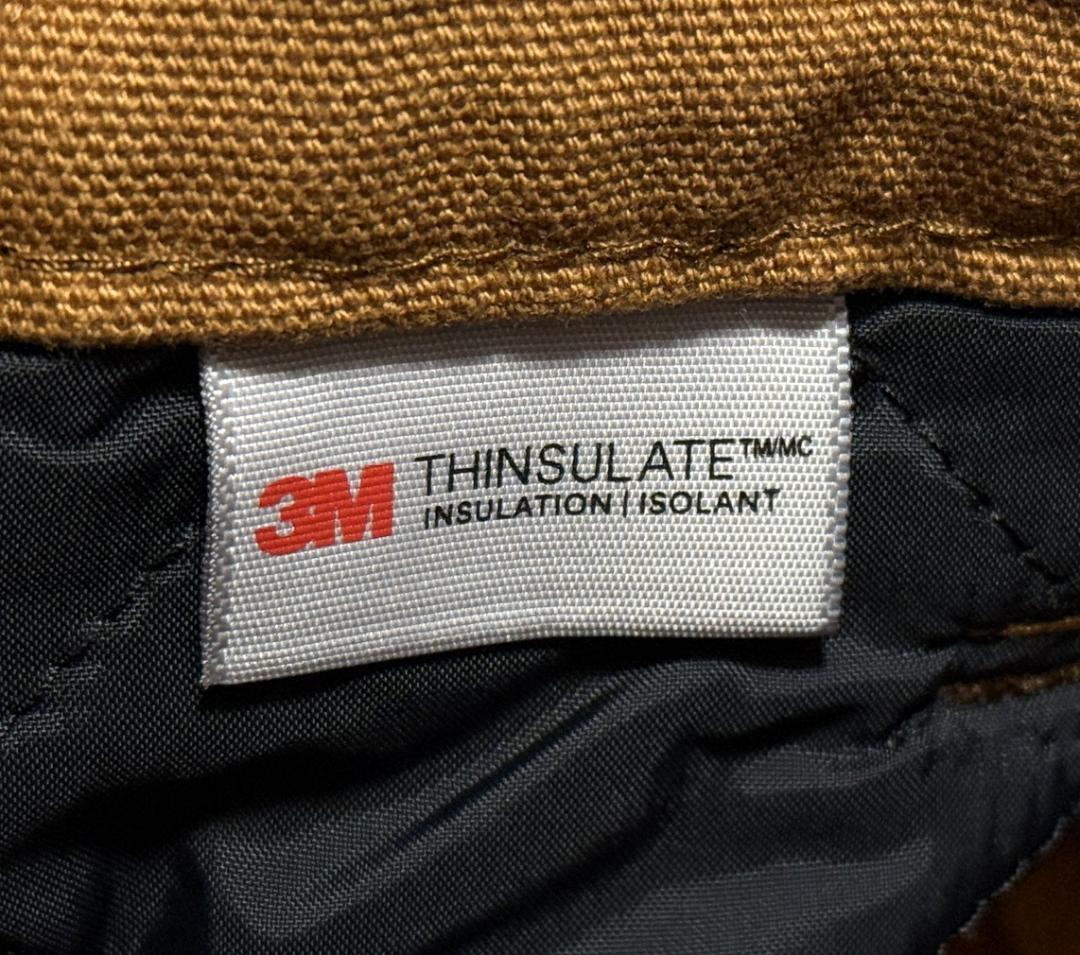 3M THINSULATE™/MC
INSULATION | ISOLANT